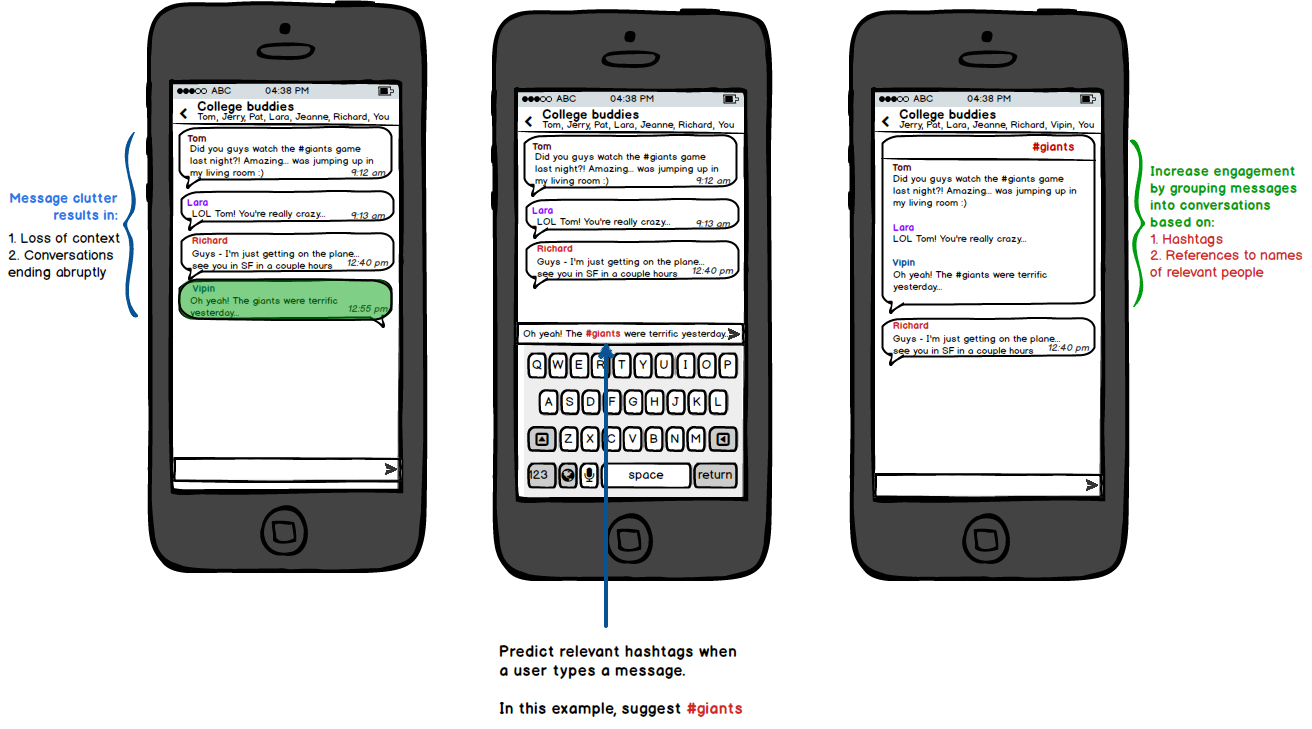 Message clutter
results in:
1. Loss of context
2. Conversations
ending abruptly
ABC 04:38 PM
College buddies
Tom, Jerry, Pat, Lara, Jeanne, Richard, You
Tom
Did you guys watch the #giants game
last night?! Amazing... was jumping up in
my living room :) 9:12 am
Lara
LOL Tom! You're really crazy... 9:13 am
Richard
Guys - I'm just getting on the plane...
see you in SF in a couple hours 12:40 pm
Vipin
Oh yeah! The giants were terrific
yesterday... 12:55 pm
ABC 04:38 PM
College buddies
Tom, Jerry, Pat, Lara, Jeanne, Richard, You
Tom
Did you guys watch the #giants game
last night?! Amazing... was jumping up in
my living room :) 9:12 am
Lara
LOL Tom! You're really crazy... 9:13 am
Richard
Guys - I'm just getting on the plane...
see you in SF in a couple hours 12:40 pm
Oh yeah! The #giants were terrific yesterday..
Q W E R T Y U I O P
A S D F G H J K L
Z X C V B N M
123 space return
Predict relevant hashtags when
a user types a message.
In this example, suggest #giants
ABC 04:38 PM
College buddies
Jerry, Pat, Lara, Jeanne, Richard, Vipin, You
#giants
Tom
Did you guys watch the #giants game
last night?! Amazing... was jumping up in
my living room :)
Lara
LOL Tom! You're really crazy...
Vipin
Oh yeah! The #giants were terrific
yesterday...
Richard
Guys - I'm just getting on the plane...
see you in SF in a couple hours 12:40 pm
Increase engagement
by grouping messages
into conversations
based on:
1. Hashtags
2. References to names
of relevant people